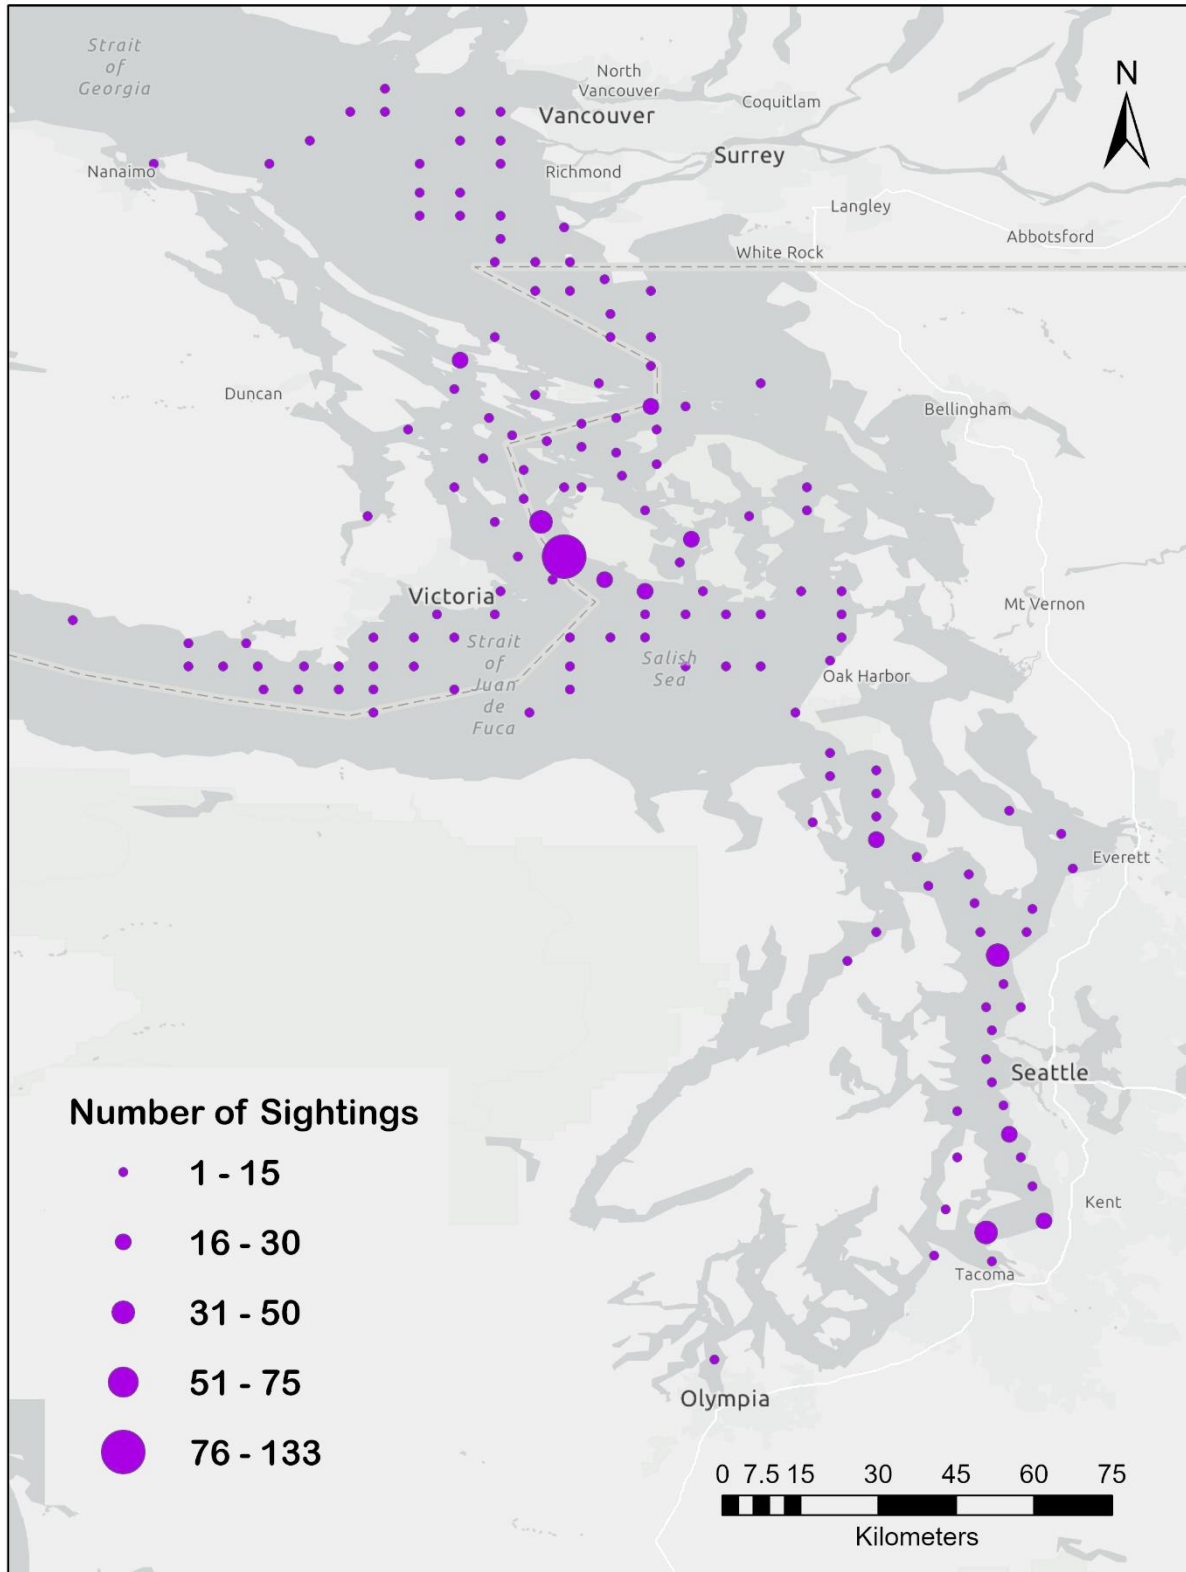 Strait
of
Georgia
North
Vancouver
Coquitlam
N
Vancouver
Surrey
Nanaimo
Richmond
Langley
Abbotsford
White Rock
Duncan
Bellingham
Victoria
Mt Vernon
Strait
of
Juan
de
Fuca
Salish
Sea
Oak Harbor
Everett
Seattle
Kent
Tacoma
Olympia
Number of Sightings
1 - 15
16 - 30
31 - 50
51 - 75
76 - 133
0 7.5 15 30 45 60 75
Kilometers